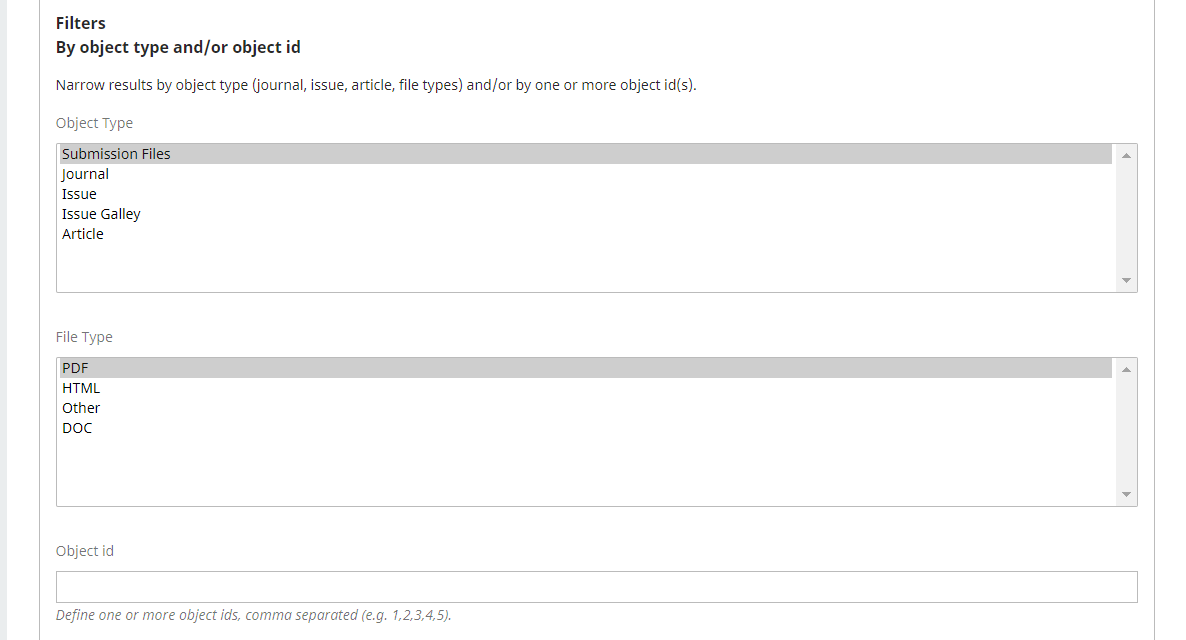 Filters
By object type and/or object id
Narrow results by object type (journal, issue, article, file types) and/or by one or more object id(s).
Object Type
Submission Files
Journal
Issue
Issue Galley
Article
File Type
PDF
HTML
Other
DOC
Object id
Define one or more object ids, comma separated (e.g. 1,2,3,4,5).